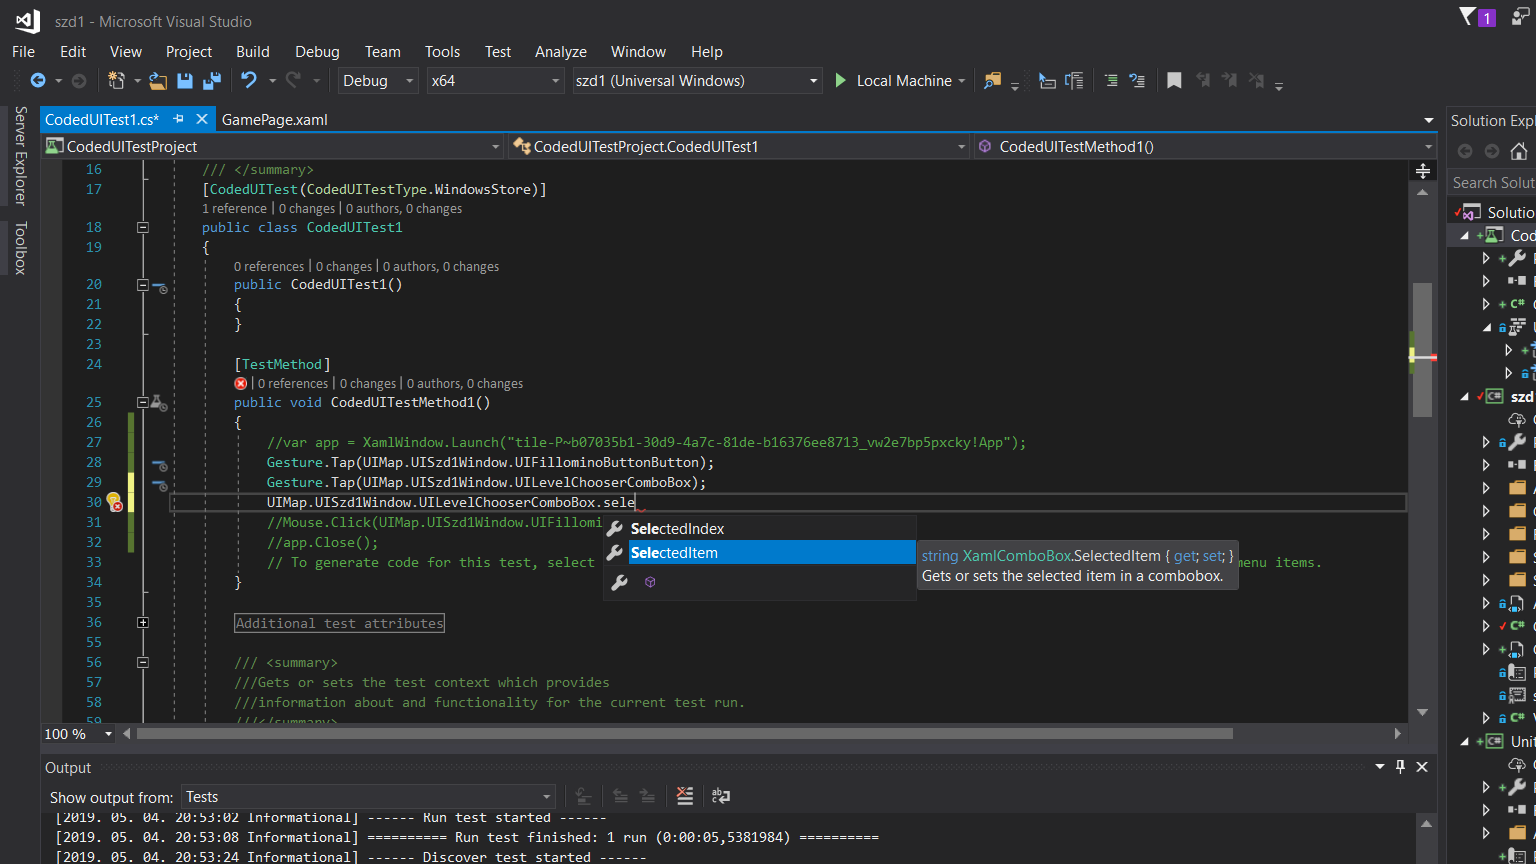 szd1 - Microsoft Visual Studio
1
File Edit View Project Build Debug Team Tools Test Analyze Window Help
Debug x64 szd1 (Universal Windows) Local Machine
Server Explorer
Toolbox
CodedUITest1.cs* GamePage.xaml
CodedUITestProject CodedUITestProject.CodedUITest1 CodedUITestMethod1()
16 /// </summary>
17 [CodedUITest(CodedUITestType.WindowsStore)]
1 reference | 0 changes | 0 authors, 0 changes
18 public class CodedUITest1
19 {
0 references | 0 changes | 0 authors, 0 changes
20 public CodedUITest1()
21 {
22 }
23
24 [TestMethod]
| 0 references | 0 changes | 0 authors, 0 changes
25 public void CodedUITestMethod1()
26 {
27 //var app = XamlWindow.Launch("tile-P~b07035b1-30d9-4a7c-81de-b16376ee8713_vw2e7bp5pxcky!App");
28 Gesture.Tap(UIMap.UISzd1Window.UIFillominoButtonButton);
29 Gesture.Tap(UIMap.UISzd1Window.UILevelChooserComboBox);
30 UIMap.UISzd1Window.UILevelChooserComboBox.sele
31 //Mouse.Click(UIMap.UISzd1Window.UIFillomi
SelectedIndex
32 //app.Close();
SelectedItem
string XamlComboBox.SelectedItem { get; set; }
Gets or sets the selected item in a combobox.
33 // To generate code for this test, select
menu items.
34 }
35
36 Additional test attributes
55
56 /// <summary>
57 ///Gets or sets the test context which provides
58 ///information about and functionality for the current test run.
59 ///</summary>
100 %
Output
Show output from: Tests
[2019. 05. 04. 20:53:02 Informational] ------ Run test started ------
[2019. 05. 04. 20:53:08 Informational] ========== Run test finished: 1 run (0:00:05,5381984) ==========
[2019. 05. 04. 20:53:24 Informational] ------ Discover test started ------
Solution Expl
Search Solut
Solutio
Cod
szd
Unit